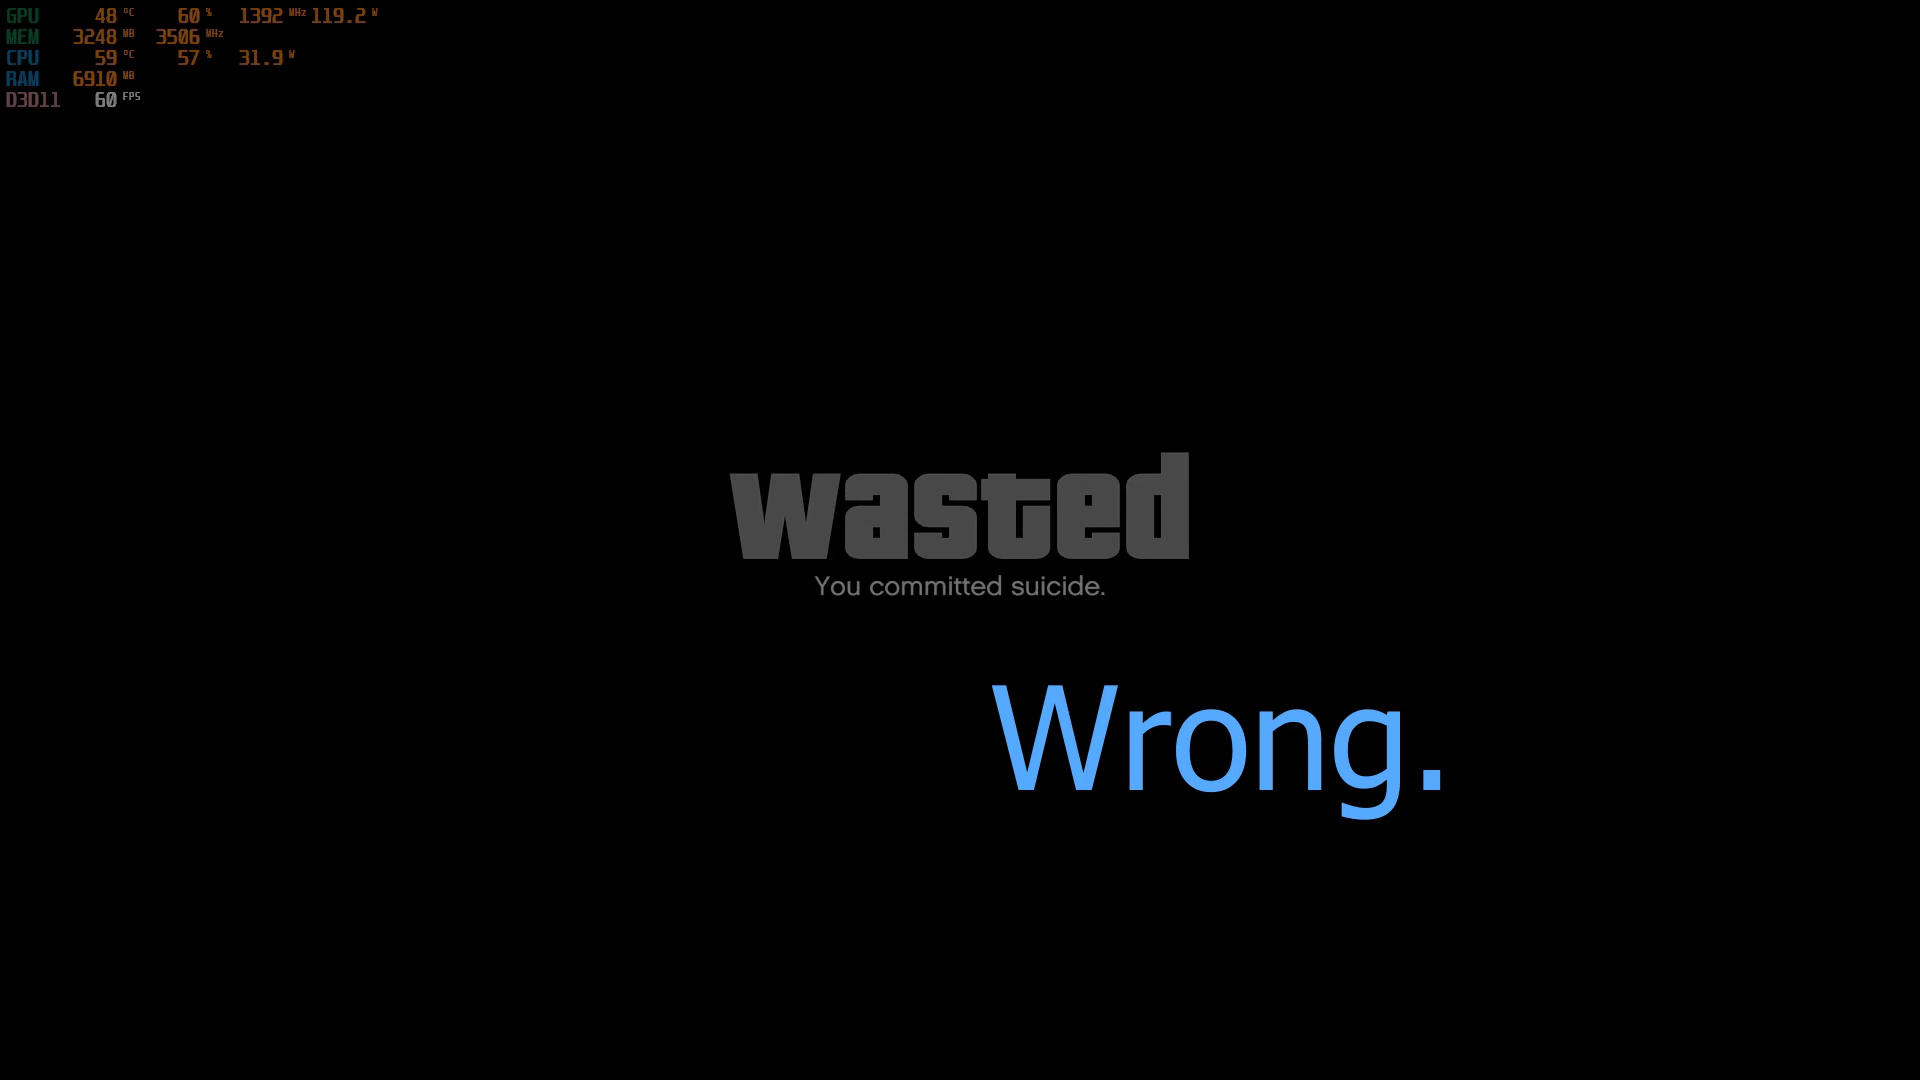 GPU 48 °C 60 % 1392 MHz 119.2 W
MEM 3248 MB 3506 MHz
CPU 59 °C 57 % 31.9 W
RAM 6910 MB
D3D11 60 FPS
wasted
You committed suicide.
Wrong.